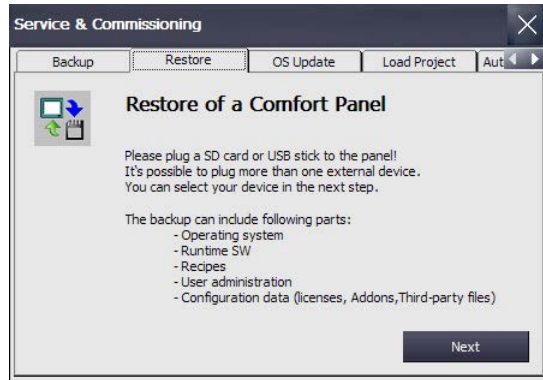 Service & Commissioning
Backup Restore OS Update Load Project Aut
Restore of a Comfort Panel
Please plug a SD card or USB stick to the panel!
It's possible to plug more than one external device.
You can select your device in the next step.
The backup can include following parts:
- Operating system
- Runtime SW
- Recipes
- User administration
- Configuration data (licenses, Addons,Third-party files)
Next